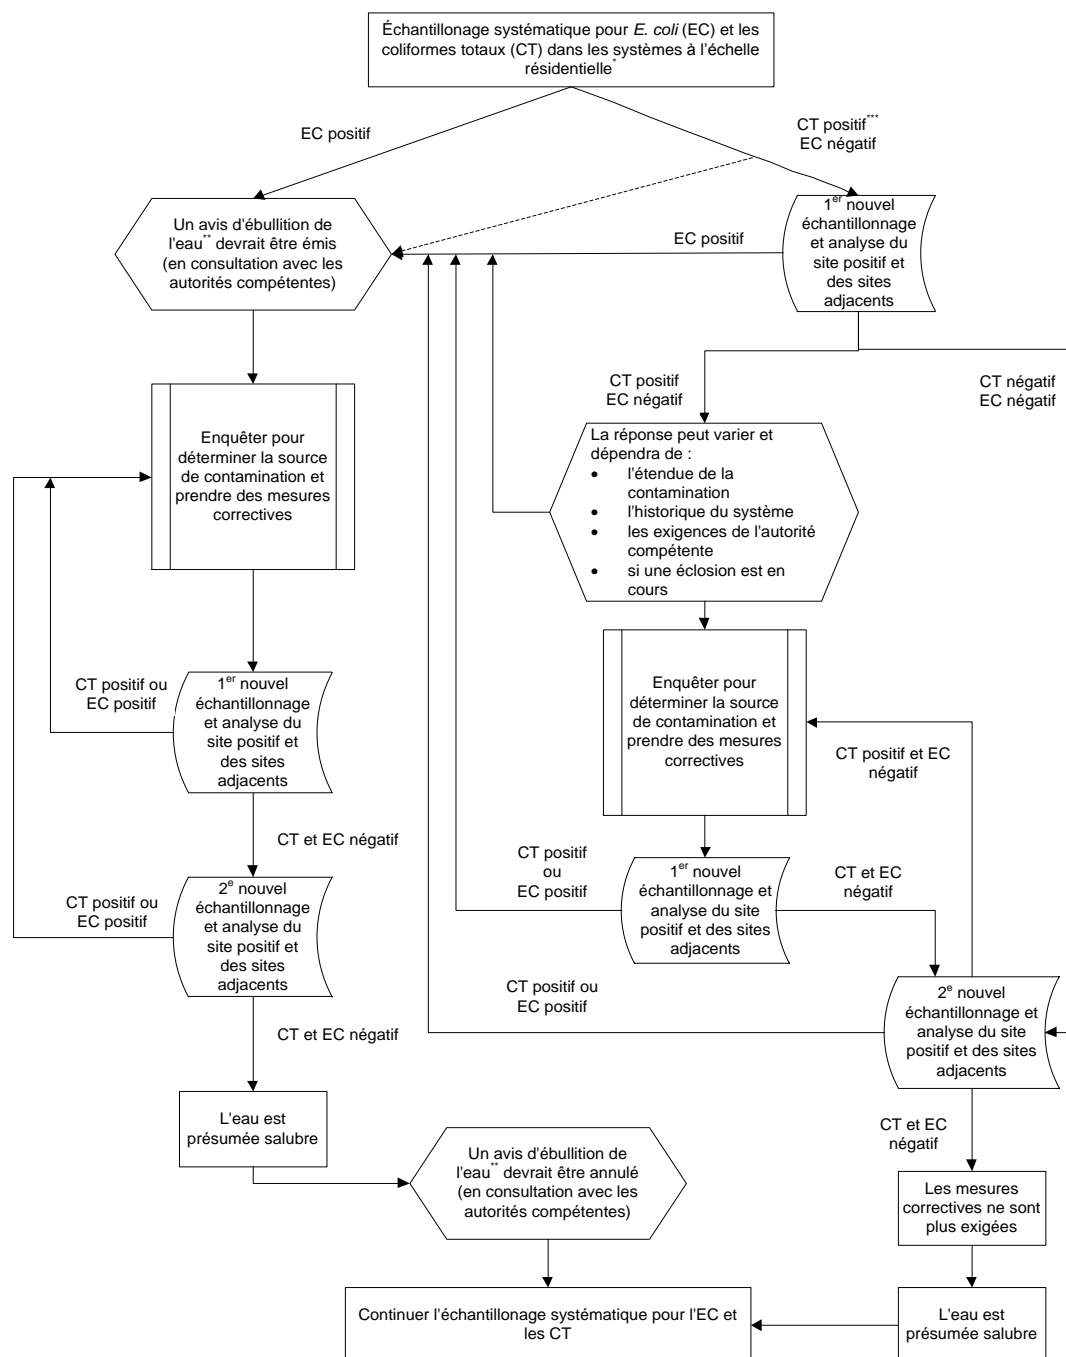 Échantillonage systématique pour E. coli (EC) et les
coliformes totaux (CT) dans les systèmes à l'échelle
résidentielle*
EC positif
CT positif***
EC négatif
Un avis d'ébullition de
l'eau** devrait être émis
(en consultation avec les
autorités compétentes)
EC positif
1er nouvel
échantillonnage
et analyse du
site positif et
des sites
adjacents
CT positif
EC négatif
CT négatif
EC négatif
Enquêter pour
déterminer la source
de contamination et
prendre des mesures
correctives
La réponse peut varier et
dépendra de :
• l'étendue de la
contamination
• l'historique du système
• les exigences de l'autorité
compétente
• si une éclosion est en
cours
CT positif ou
EC positif
1er nouvel
échantillonnage
et analyse du
site positif et
des sites
adjacents
Enquêter pour
déterminer la source
de contamination et
prendre des mesures
correctives
CT positif et EC
négatif
CT et EC négatif
CT positif
ou
EC positif
1er nouvel
échantillonnage et
analyse du site
positif et des sites
adjacents
CT et EC
négatif
CT positif ou
EC positif
2e nouvel
échantillonnage
et analyse du
site positif et
des sites
adjacents
CT positif ou
EC positif
2e nouvel
échantillonnage et
analyse du site
positif et des sites
adjacents
CT et EC négatif
L'eau est
présumée salubre
CT et EC
négatif
Un avis d'ébullition de
l'eau** devrait être annulé
(en consultation avec les
autorités compétentes)
Les mesures
correctives ne sont
plus exigées
Continuer l'échantillonage systématique pour l'EC et
les CT
L'eau est
présumée salubre